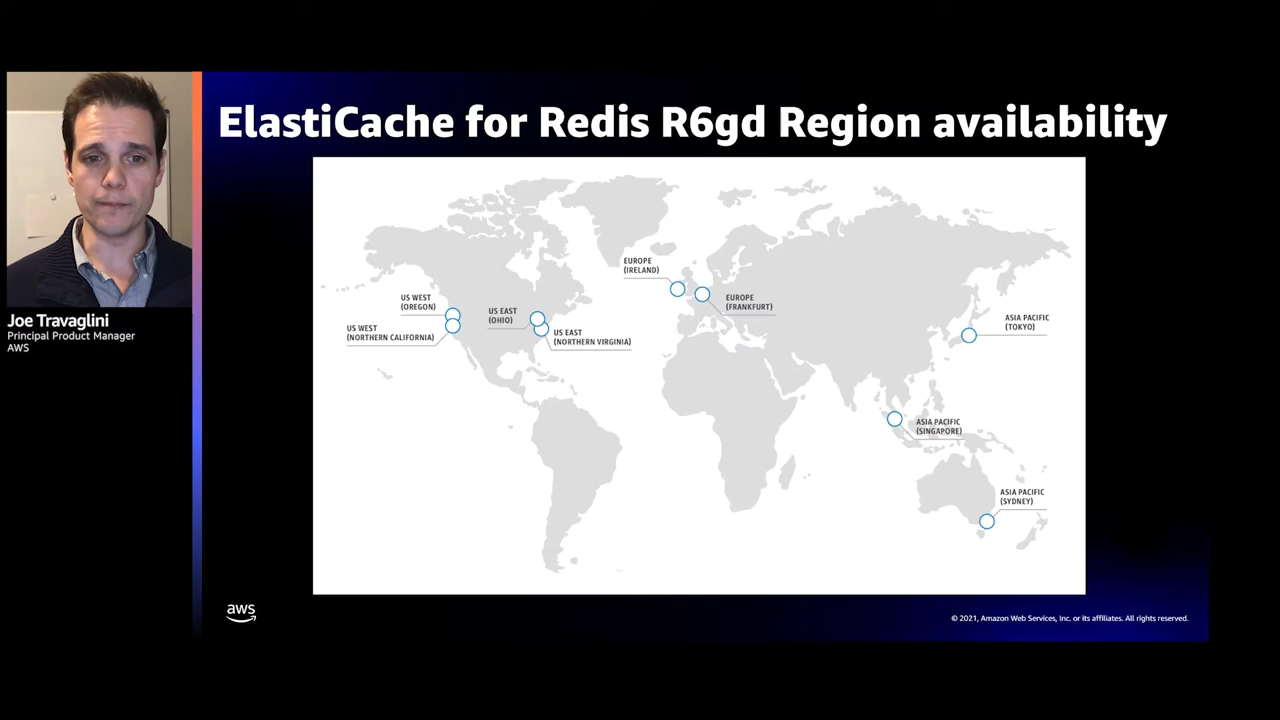 ElastiCache for Redis R6gd Region availability
Joe Travaglini
Principal Product Manager
AWS
EUROPE
(IRELAND)
EUROPE
(FRANKFURT)
US WEST
(OREGON)
US EAST
(OHIO)
US WEST
(NORTHERN CALIFORNIA)
US EAST
(NORTHERN VIRGINIA)
ASIA PACIFIC
(TOKYO)
ASIA PACIFIC
(SINGAPORE)
ASIA PACIFIC
(SYDNEY)
aws
© 2021, Amazon Web Services, Inc. or its affiliates. All rights reserved.